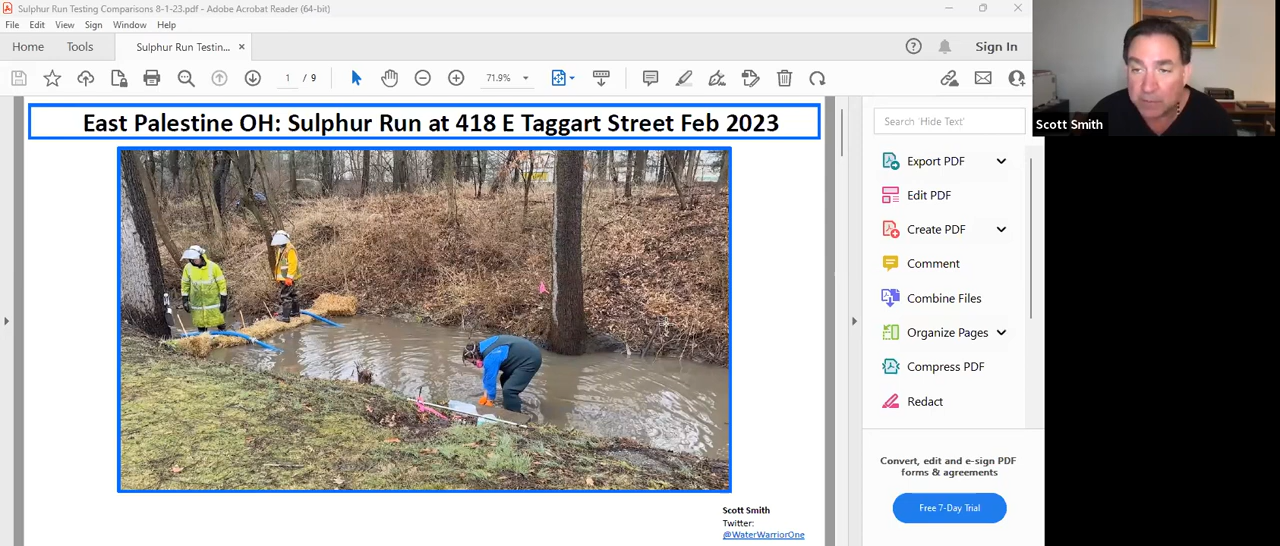 Sulphur Run Testing Comparisons 8-1-23.pdf - Adobe Acrobat Reader (64-bit)
File Edit View Sign Window Help
Home Tools Sulphur Run Testin... × Sign In
1 / 9 71.9%
East Palestine OH: Sulphur Run at 418 E Taggart Street Feb 2023
Scott Smith
Twitter:
@WaterWarriorOne
Search 'Hide Text'
Export PDF
Edit PDF
Create PDF
Comment
Combine Files
Organize Pages
Compress PDF
Redact
Convert, edit and e-sign PDF
forms & agreements
Free 7-Day Trial
Scott Smith